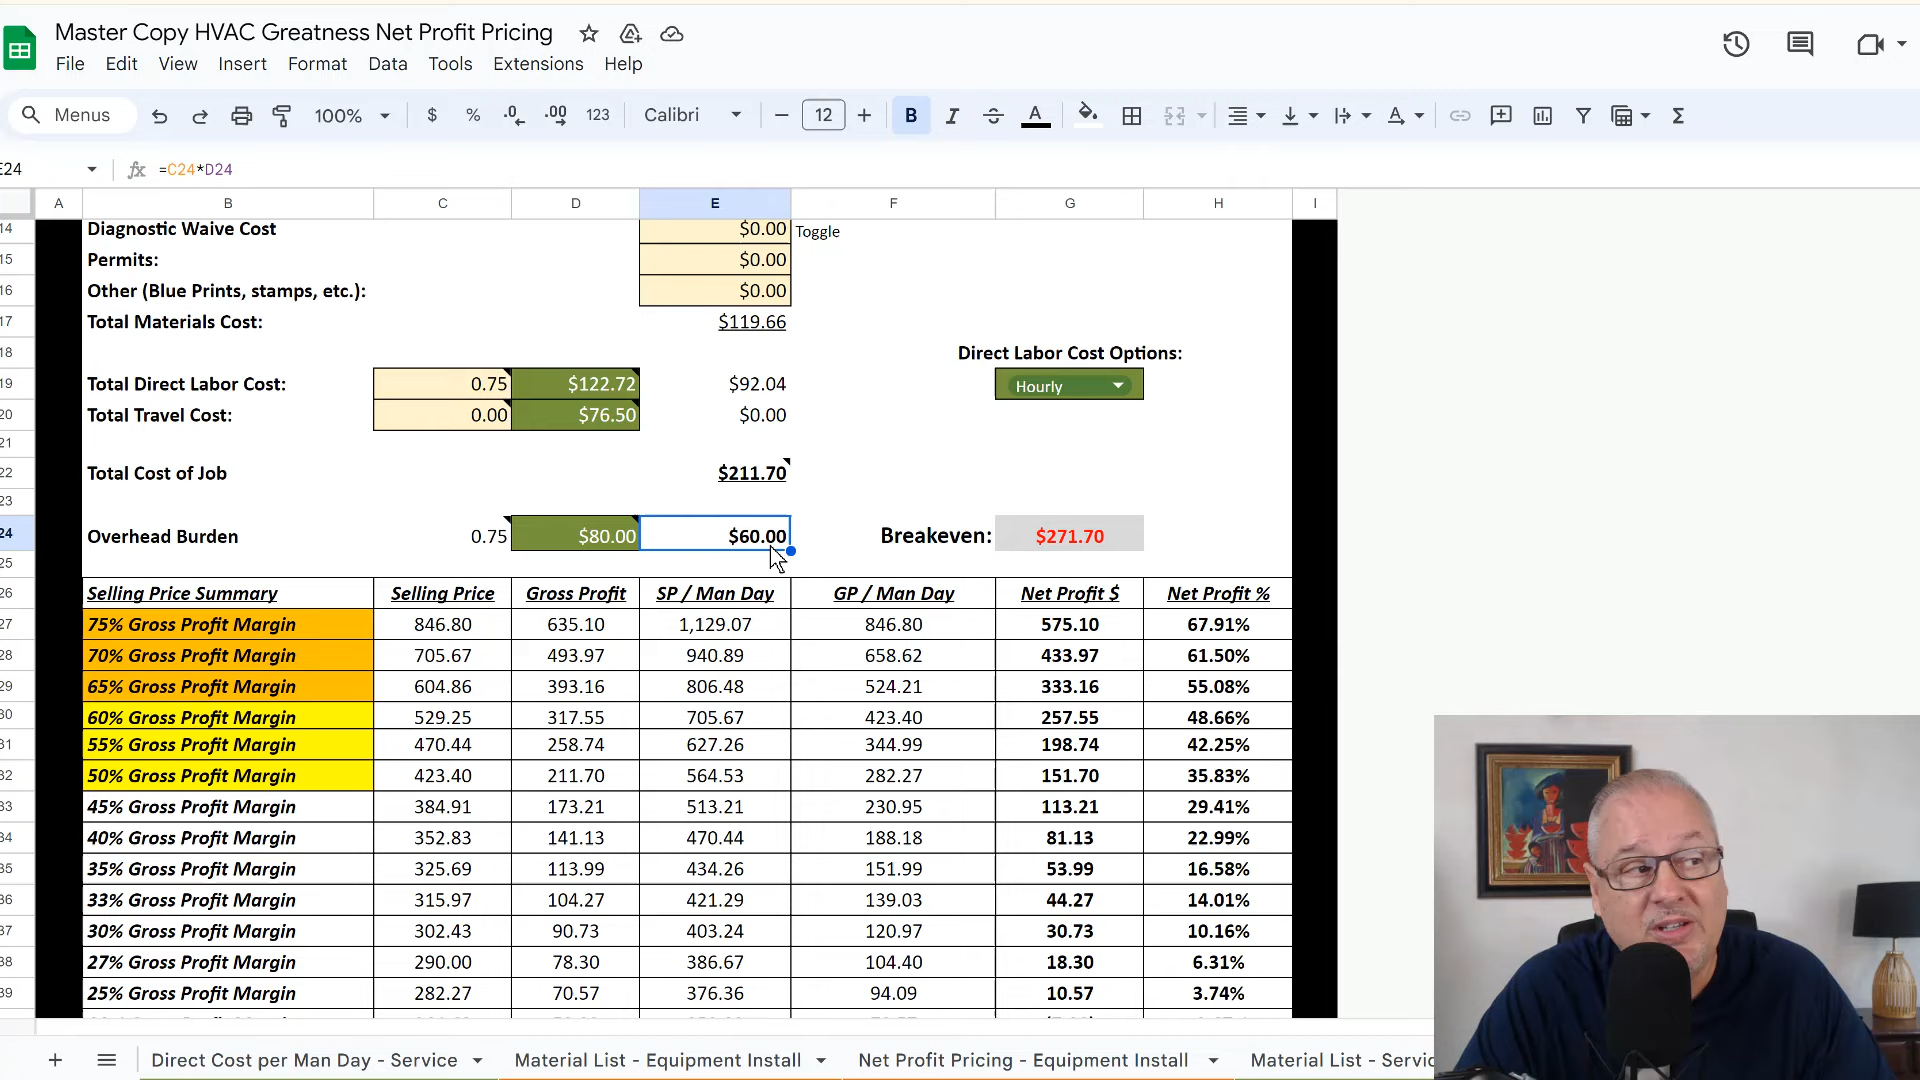 Master Copy HVAC Greatness Net Profit Pricing
File Edit View Insert Format Data Tools Extensions Help
Menus 100% $ % .0 .00 123 Calibri 12 B I A
E24 fx =C24*D24
A B C D E F G H I
14 Diagnostic Waive Cost $0.00 Toggle
15 Permits: $0.00
16 Other (Blue Prints, stamps, etc.): $0.00
17 Total Materials Cost: $119.66
18 Direct Labor Cost Options:
19 Total Direct Labor Cost: 0.75 $122.72 $92.04 Hourly
20 Total Travel Cost: 0.00 $76.50 $0.00
21
22 Total Cost of Job $211.70
23
24 Overhead Burden 0.75 $80.00 $60.00 Breakeven: $271.70
25
26 Selling Price Summary Selling Price Gross Profit SP / Man Day GP / Man Day Net Profit $ Net Profit %
27 75% Gross Profit Margin 846.80 635.10 1,129.07 846.80 575.10 67.91%
28 70% Gross Profit Margin 705.67 493.97 940.89 658.62 433.97 61.50%
29 65% Gross Profit Margin 604.86 393.16 806.48 524.21 333.16 55.08%
30 60% Gross Profit Margin 529.25 317.55 705.67 423.40 257.55 48.66%
31 55% Gross Profit Margin 470.44 258.74 627.26 344.99 198.74 42.25%
32 50% Gross Profit Margin 423.40 211.70 564.53 282.27 151.70 35.83%
33 45% Gross Profit Margin 384.91 173.21 513.21 230.95 113.21 29.41%
34 40% Gross Profit Margin 352.83 141.13 470.44 188.18 81.13 22.99%
35 35% Gross Profit Margin 325.69 113.99 434.26 151.99 53.99 16.58%
36 33% Gross Profit Margin 315.97 104.27 421.29 139.03 44.27 14.01%
37 30% Gross Profit Margin 302.43 90.73 403.24 120.97 30.73 10.16%
38 27% Gross Profit Margin 290.00 78.30 386.67 104.40 18.30 6.31%
39 25% Gross Profit Margin 282.27 70.57 376.36 94.09 10.57 3.74%
Direct Cost per Man Day - Service Material List - Equipment Install Net Profit Pricing - Equipment Install Material List - Servic